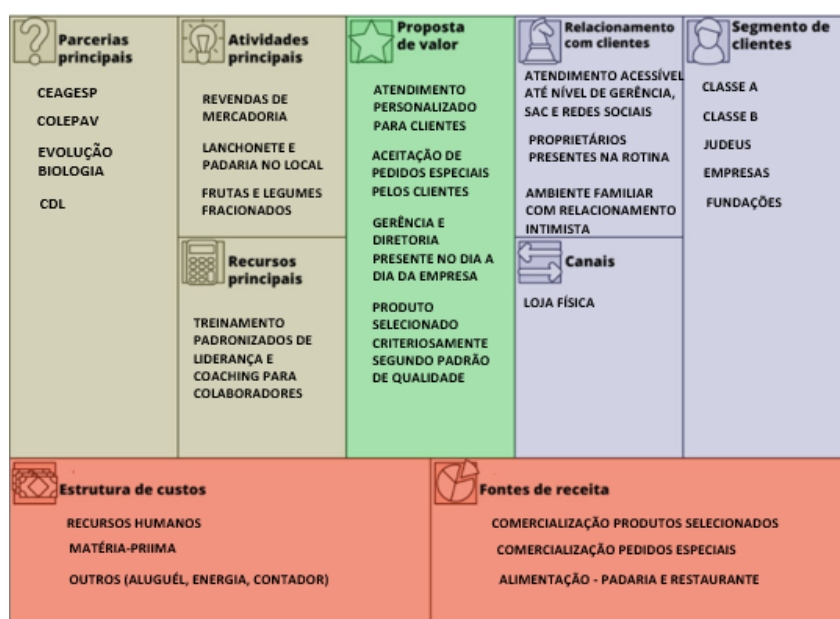 Parcerias
principais
CEAGESP
COLEPAV
EVOLUÇÃO
BIOLOGIA
CDL
Atividades
principais
REVENDAS DE
MERCADORIA
LANCHONETE E
PADARIA NO LOCAL
FRUTAS E LEGUMES
FRACIONADOS
Recursos
principais
TREINAMENTO
PADRONIZADOS DE
LIDERANÇA E
COACHING PARA
COLABORADORES
Proposta
de valor
ATENDIMENTO
PERSONALIZADO
PARA CLIENTES
ACEITAÇÃO DE
PEDIDOS ESPECIAIS
PELOS CLIENTES
GERÊNCIA E
DIRETORIA
PRESENTE NO DIA A
DIA DA EMPRESA
PRODUTO
SELECIONADO
CRITERIOSAMENTE
SEGUNDO PADRÃO
DE QUALIDADE
Relacionamento
com clientes
ATENDIMENTO ACESSÍVEL
ATÉ NÍVEL DE GERÊNCIA,
SAC E REDES SOCIAIS
PROPRIETÁRIOS
PRESENTES NA ROTINA
AMBIENTE FAMILIAR
COM RELACIONAMENTO
INTIMISTA
Canais
LOJA FÍSICA
Segmento de
clientes
CLASSE A
CLASSE B
JUDEUS
EMPRESAS
FUNDAÇÕES
Estrutura de custos
RECURSOS HUMANOS
MATÉRIA-PRIIMA
OUTROS (ALUGUÉL, ENERGIA, CONTADOR)
Fontes de receita
COMERCIALIZAÇÃO PRODUTOS SELECIONADOS
COMERCIALIZAÇÃO PEDIDOS ESPECIAIS
ALIMENTAÇÃO - PADARIA E RESTAURANTE